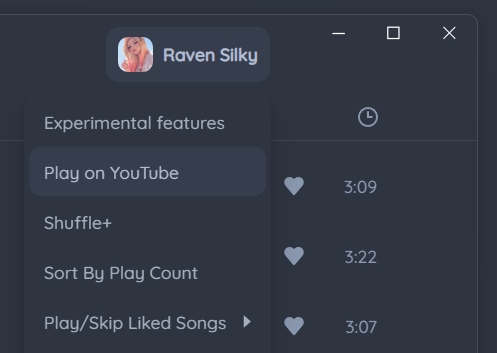 Raven Silky
Experimental features
Play on YouTube
3:09
Shuffle+
3:22
Sort By Play Count
Play/Skip Liked Songs
3:07